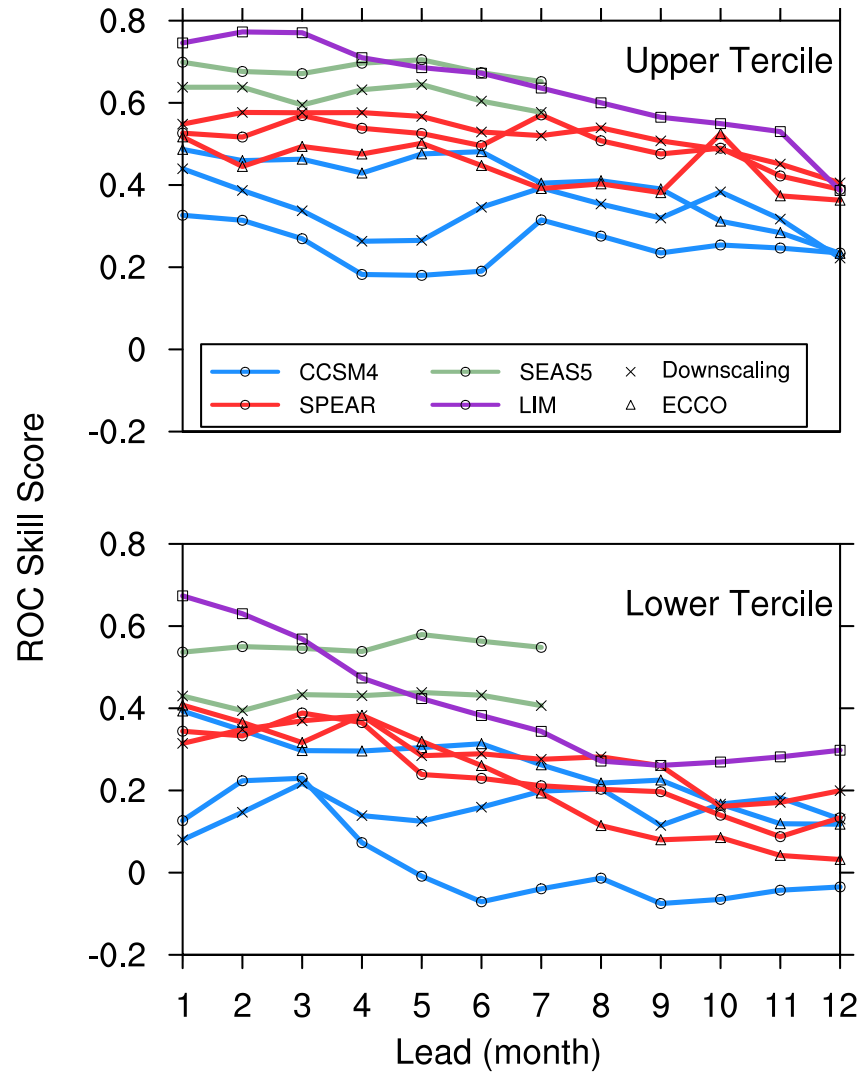 ROC Skill Score
0.8
0.6
0.4
0.2
0
-0.2
Upper Tercile
CCSM4 SEAS5 Downscaling
SPEAR LIM ECCO
0.8
0.6
0.4
0.2
0
-0.2
Lower Tercile
1 2 3 4 5 6 7 8 9 10 11 12
Lead (month)